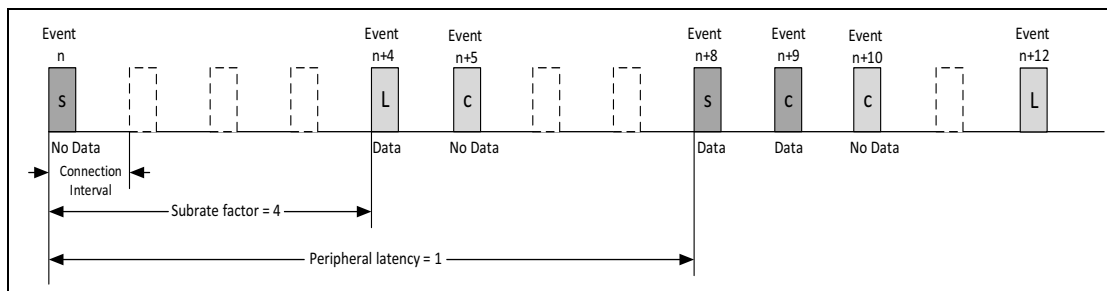 Event Event Event Event Event Event Event
n n+4 n+5 n+8 n+9 n+10 n+12
S L C S C C L
No Data Data No Data Data Data No Data
Connection
Interval
Subrate factor = 4
Peripheral latency = 1